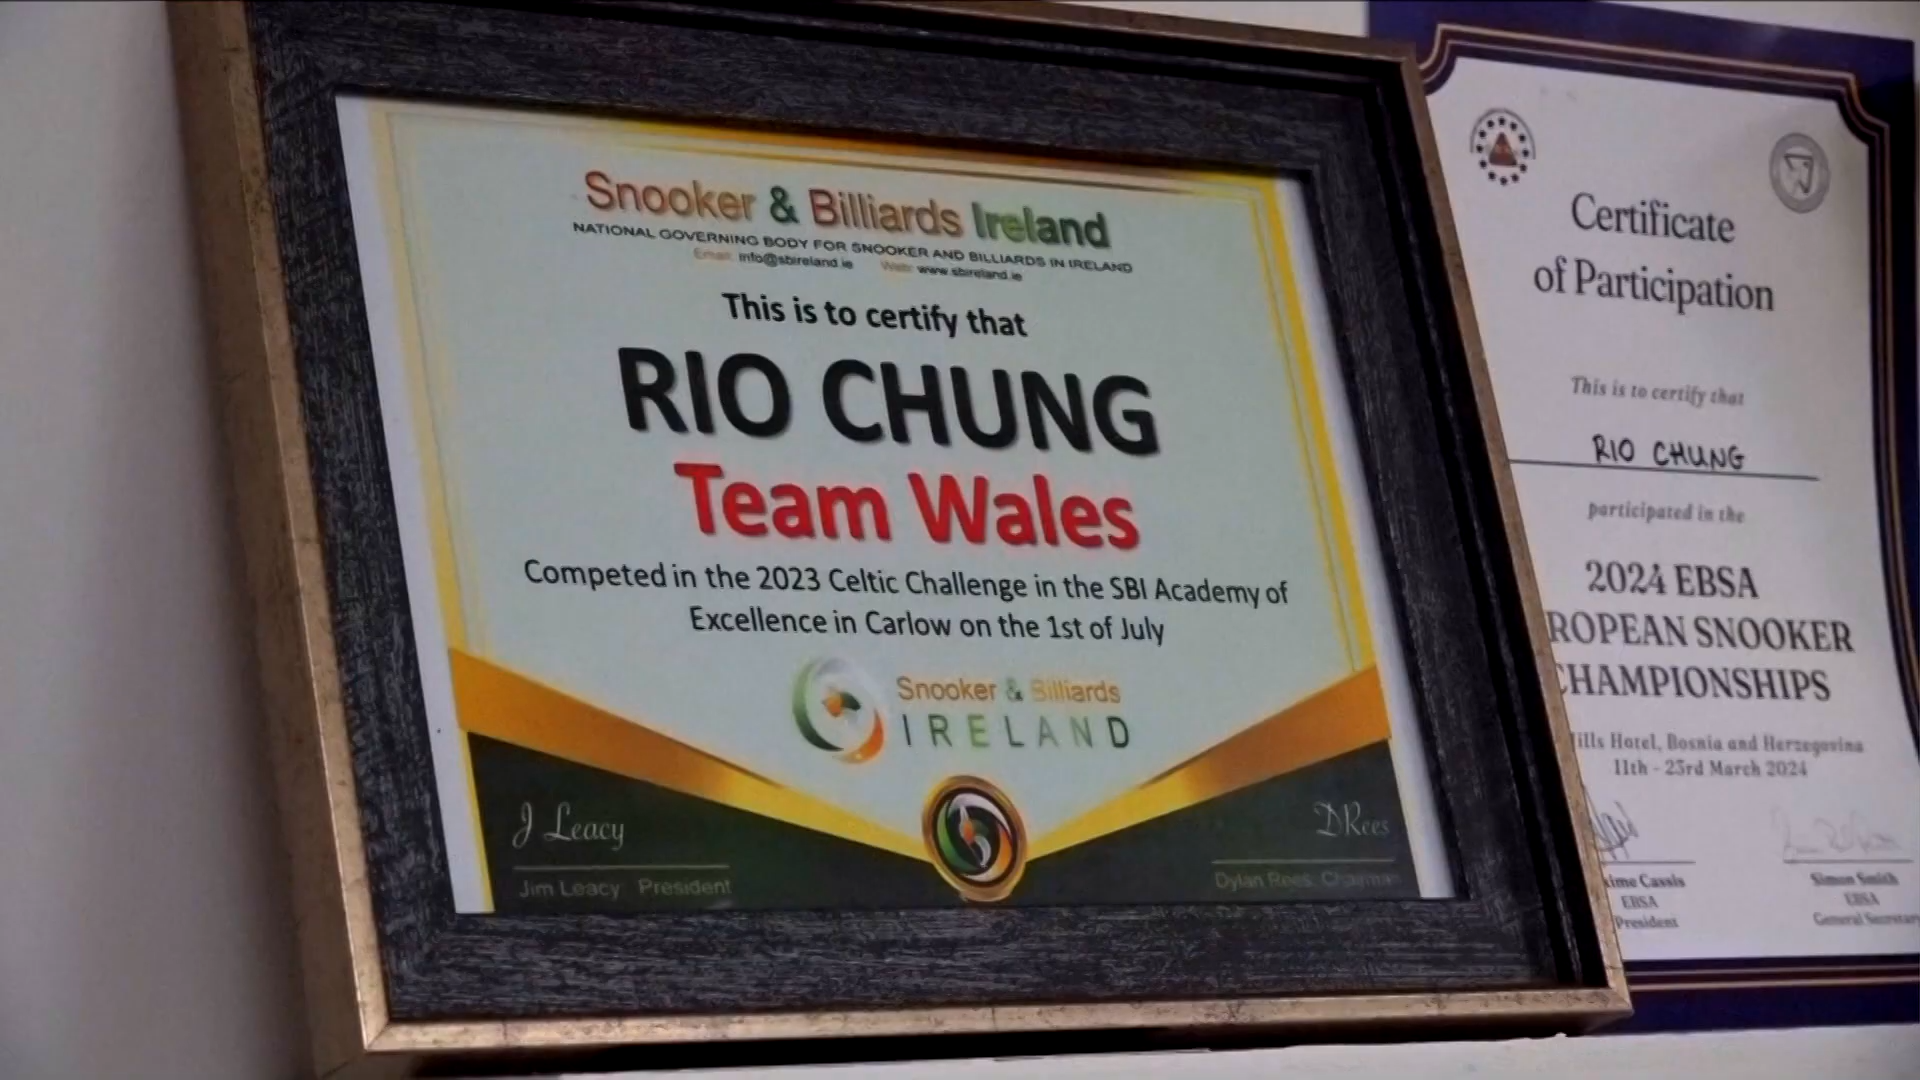 Snooker & Billiards Ireland
NATIONAL GOVERNING BODY FOR SNOOKER AND BILLIARDS IN IRELAND
Email: info@sbireland.ie Web: www.sbireland.ie
This is to certify that
RIO CHUNG
Team Wales
Competed in the 2023 Celtic Challenge in the SBI Academy of
Excellence in Carlow on the 1st of July
Snooker & Billiards
IRELAND
J Leacy
Jim Leacy President
DRees
Dylan Rees Chairman
Certificate
of Participation
This is to certify that
RIO CHUNG
participated in the
2024 EBSA
ROPEAN SNOOKER
CHAMPIONSHIPS
ills Hotel, Bosnia and Herzegovina
11th - 23rd March 2024
ime Cassis
EBSA
President
Simon Smith
EBSA
General Secretary